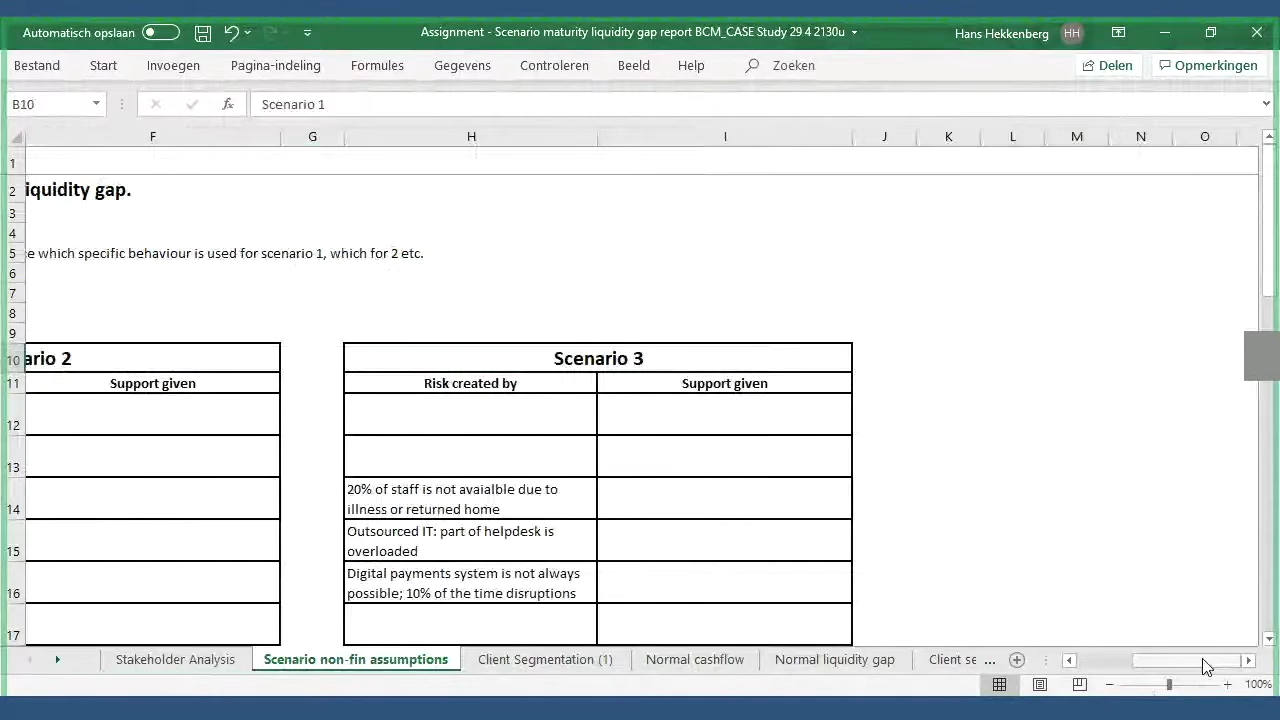 Automatisch opslaan
Assignment - Scenario maturity liquidity gap report BCM_CASE Study 29 4 2130u
Hans Hekkenberg
HH
Bestand Start Invoegen Pagina-indeling Formules Gegevens Controleren Beeld Help Zoeken Delen Opmerkingen
B10
fx
Scenario 1
F G H I J K L M N O
1
2 iquidity gap.
3
4
5 e which specific behaviour is used for scenario 1, which for 2 etc.
6
7
8
9
10 ario 2 Scenario 3
11 Support given Risk created by Support given
12
13
20% of staff is not avaialble due to
14 illness or returned home
Outsourced IT: part of helpdesk is
15 overloaded
Digital payments system is not always
16 possible; 10% of the time disruptions
17
Stakeholder Analysis Scenario non-fin assumptions Client Segmentation (1) Normal cashflow Normal liquidity gap Client se ...
100%